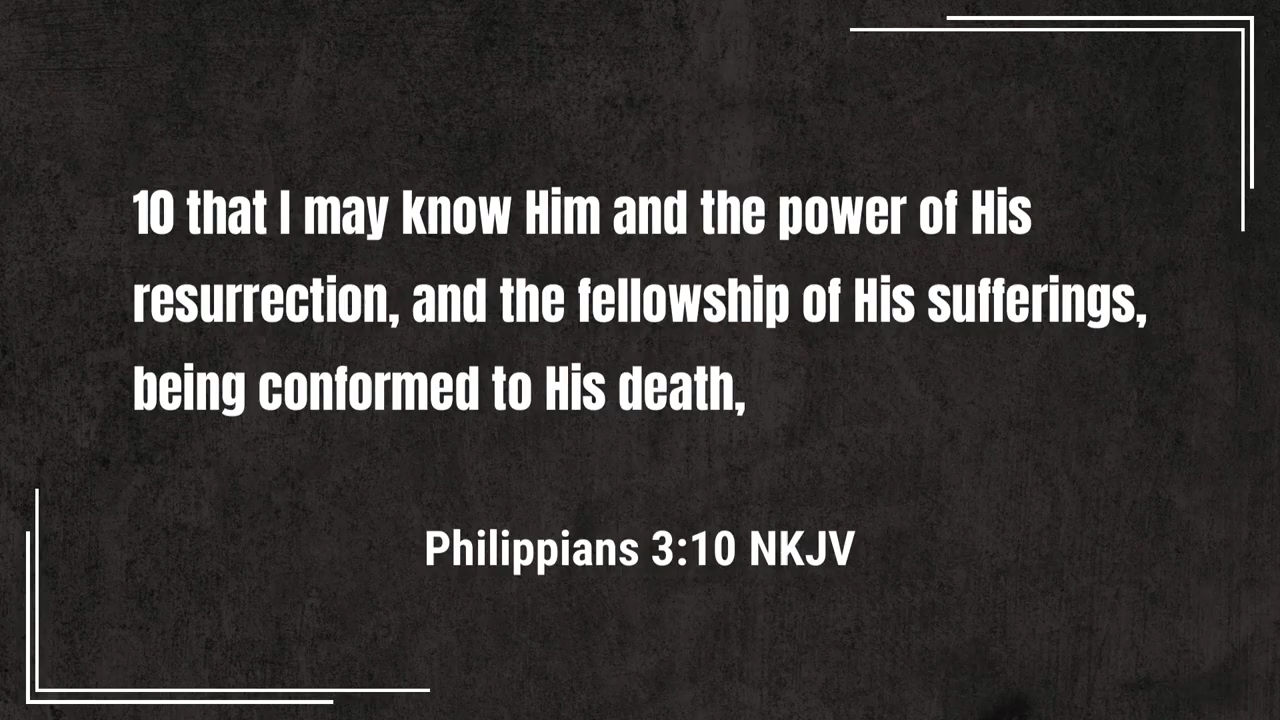 10 that I may know Him and the power of His
resurrection, and the fellowship of His sufferings,
being conformed to His death,
Philippians 3:10 NKJV